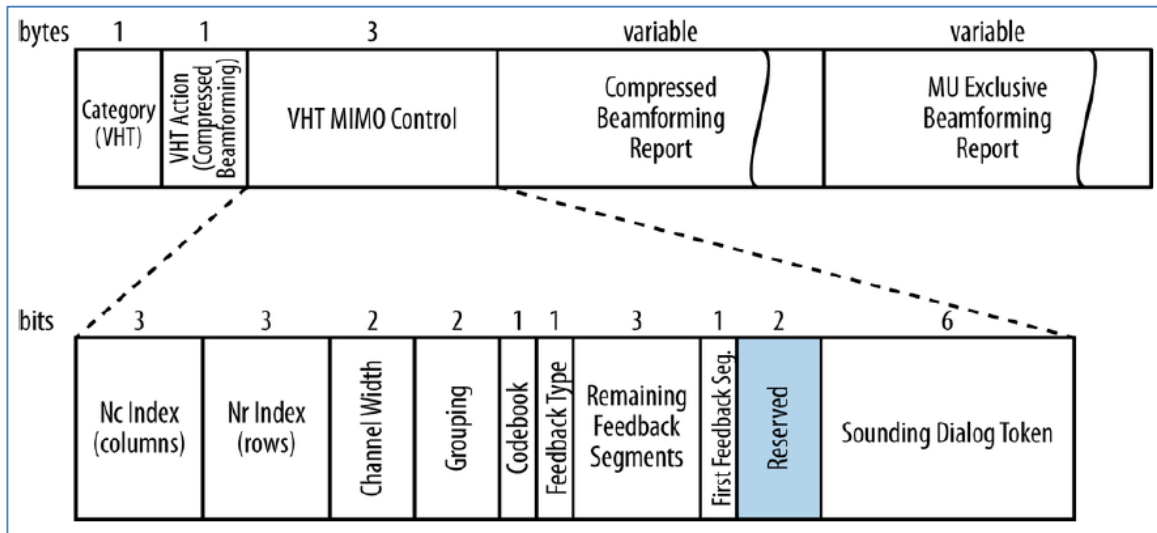 bytes 1 1 3 variable variable
Category
(VHT)
VHT Action
(Compressed
Beamforming)
VHT MIMO Control
Compressed
Beamforming
Report
MU Exclusive
Beamforming
Report
bits 3 3 2 2 1 1 3 1 2 6
Nc Index
(columns)
Nr Index
(rows)
Channel Width
Grouping
Codebook
Feedback Type
Remaining
Feedback
Segments
First Feedback Seg.
Reserved
Sounding Dialog Token